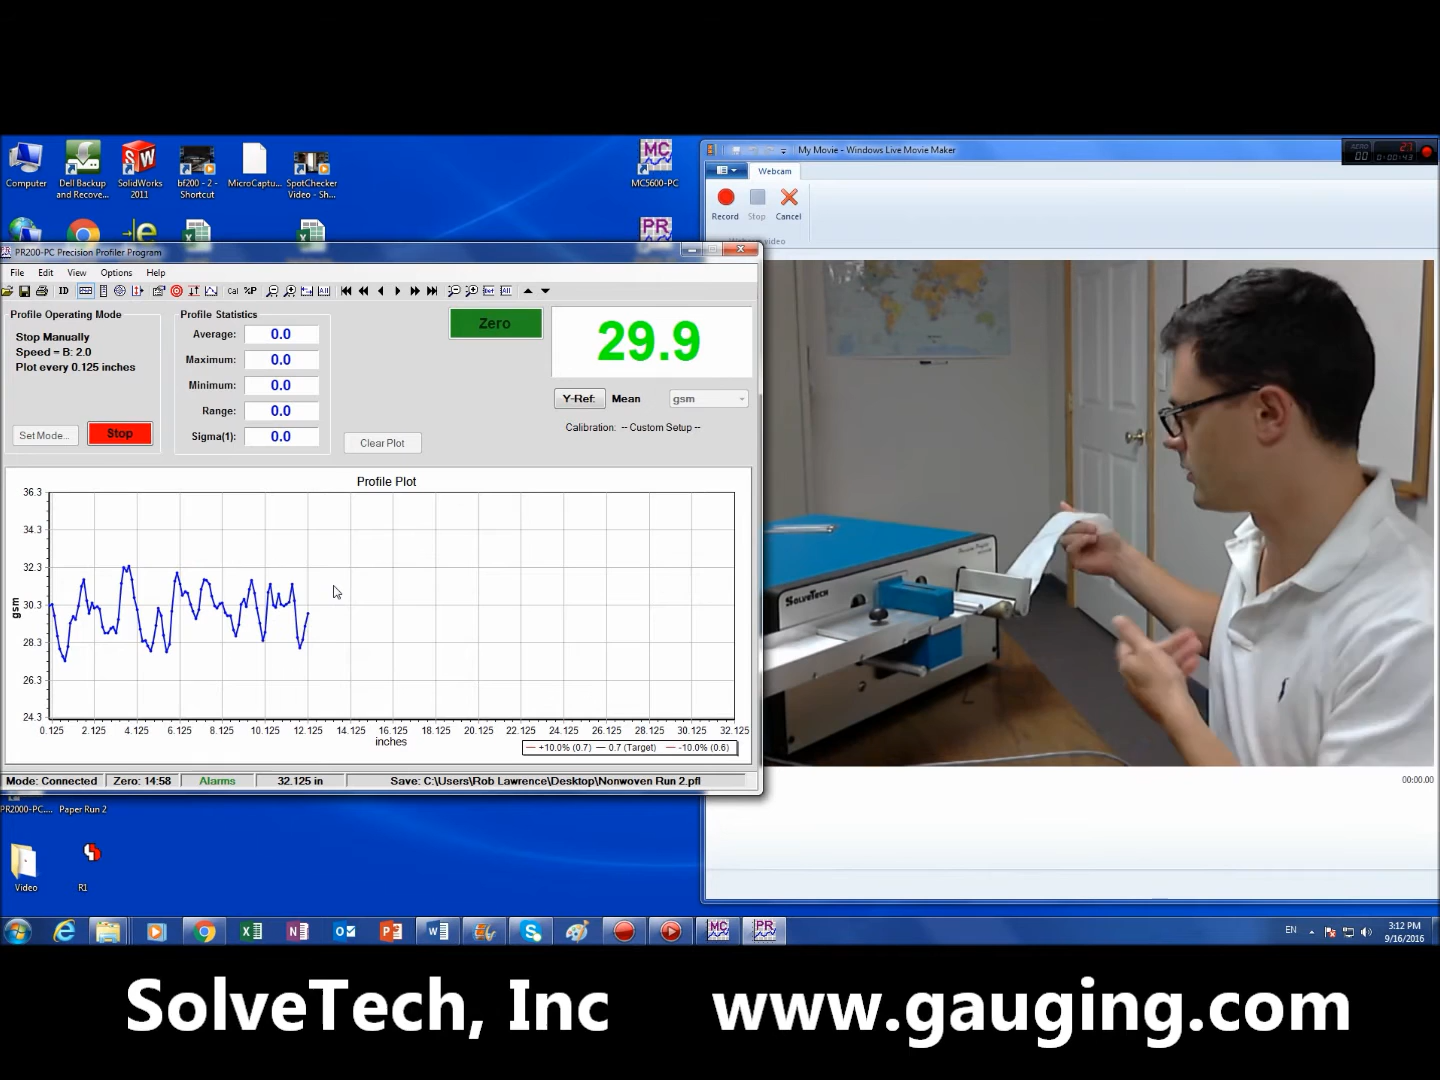 Computer
Dell Backup and Recove...
SolidWorks 2011
bf200 - 2 - Shortcut
MicroCaptu...
SpotChecker Video - Sh...
MC
MC5600-PC
PR
My Movie - Windows Live Movie Maker
Webcam
Record
Stop
Cancel
PR200-PC Precision Profiler Program
File Edit View Options Help
ID Cal %P
Profile Operating Mode
Stop Manually
Speed = B: 2.0
Plot every 0.125 inches
Set Mode...
Stop
Profile Statistics
Average: 0.0
Maximum: 0.0
Minimum: 0.0
Range: 0.0
Sigma(1): 0.0
Clear Plot
Zero
29.9
Y-Ref: Mean gsm
Calibration: -- Custom Setup --
Profile Plot
36.3
34.3
32.3
30.3
28.3
26.3
24.3
gsm
0.125 2.125 4.125 6.125 8.125 10.125 12.125 14.125 16.125 18.125 20.125 22.125 24.125 26.125 28.125 30.125 32.125
inches
+10.0% (0.7) 0.7 (Target) -10.0% (0.6)
Mode: Connected Zero: 14:58 Alarms 32.125 in Save: C:\Users\Rob Lawrence\Desktop\Nonwoven Run 2.pfl
SOLVETECH
00:00.00
PR2000-PC....
Paper Run 2
Video
R1
EN
3:12 PM
9/16/2016
SolveTech, Inc www.gauging.com